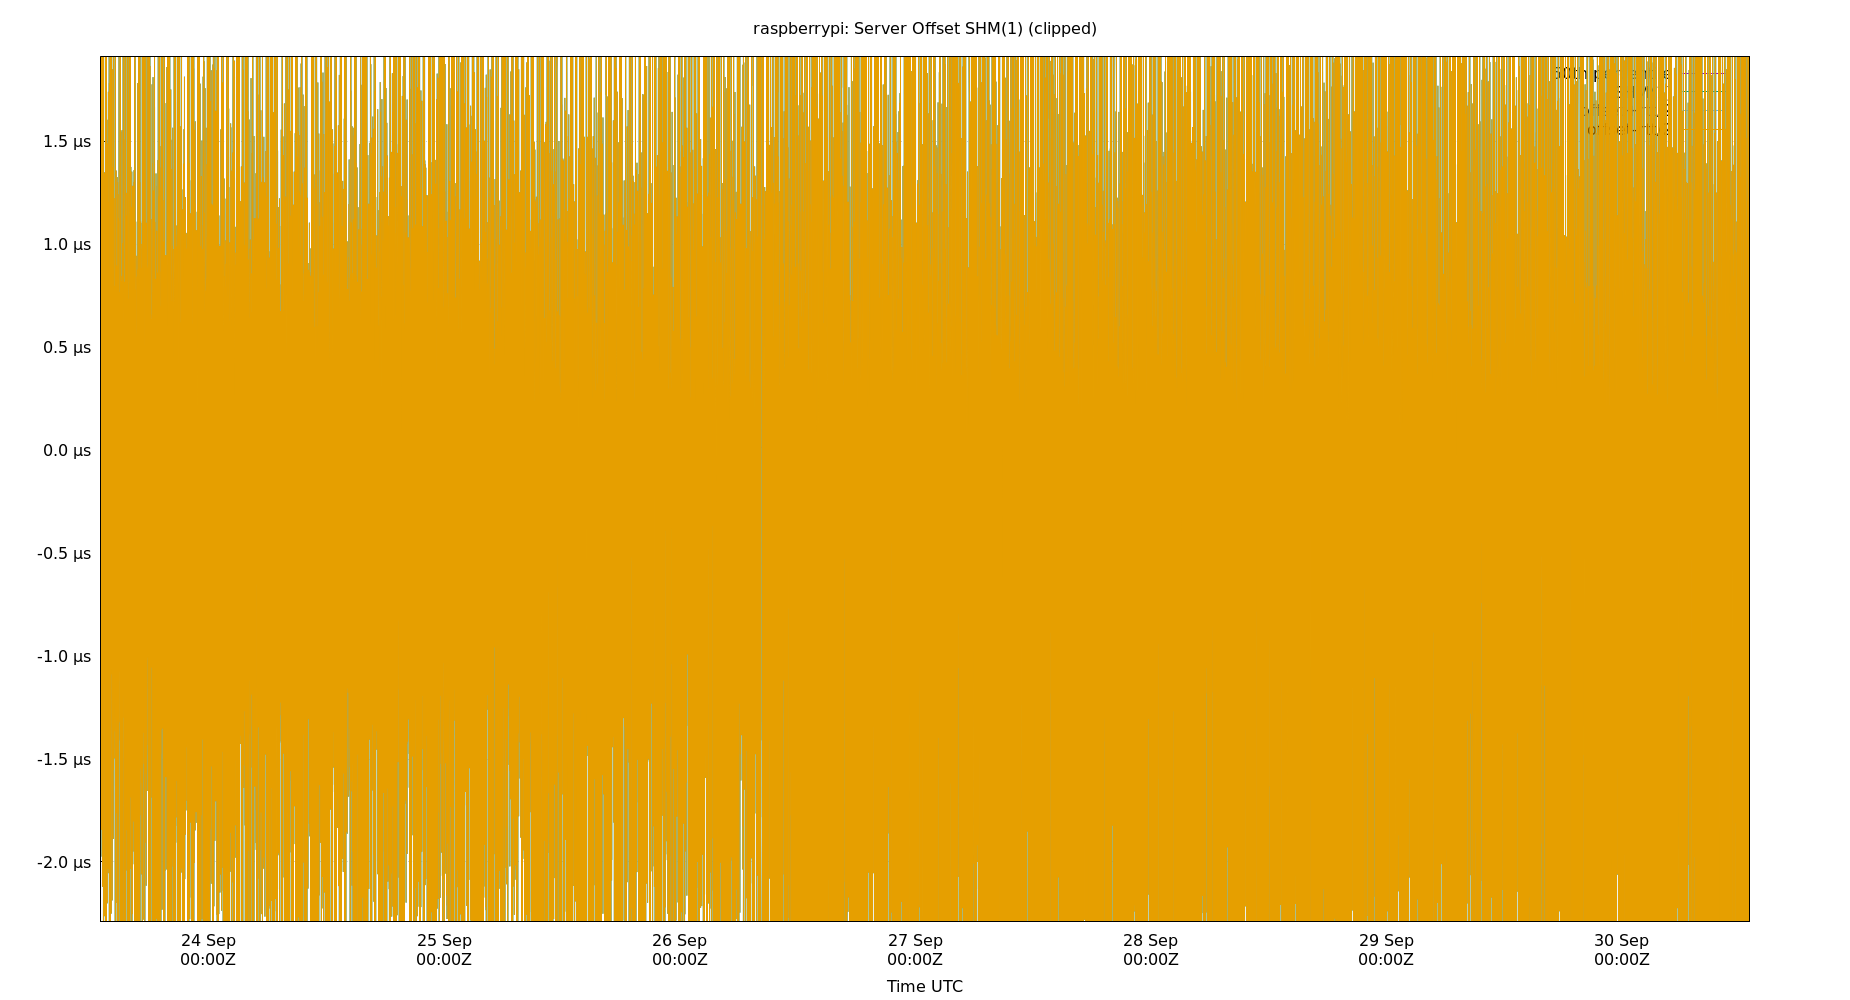 raspberrypi: Server Offset SHM(1) (clipped)
1.5 µs
1.0 µs
0.5 µs
0.0 µs
-0.5 µs
-1.0 µs
-1.5 µs
-2.0 µs
24 Sep 25 Sep 26 Sep 27 Sep 28 Sep 29 Sep 30 Sep
00:00Z 00:00Z 00:00Z 00:00Z 00:00Z 00:00Z 00:00Z
Time UTC